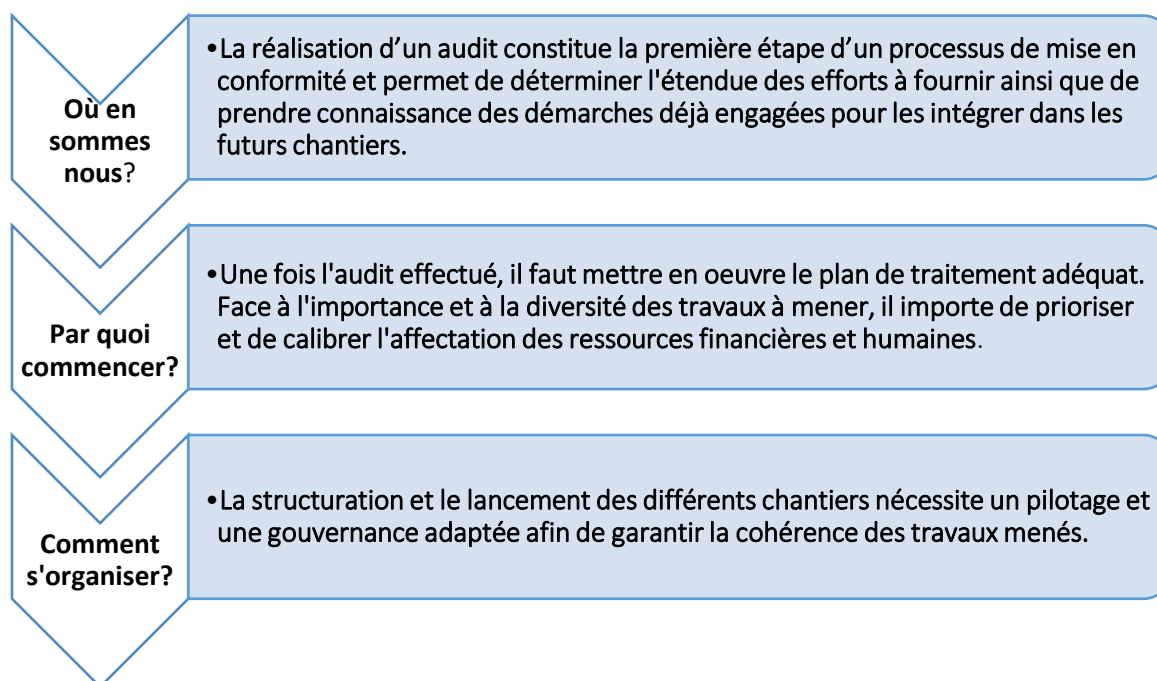 Où en
sommes
nous?
•La réalisation d’un audit constitue la première étape d’un processus de mise en
conformité et permet de déterminer l'étendue des efforts à fournir ainsi que de
prendre connaissance des démarches déjà engagées pour les intégrer dans les
futurs chantiers.
Par quoi
commencer?
•Une fois l'audit effectué, il faut mettre en oeuvre le plan de traitement adéquat.
Face à l'importance et à la diversité des travaux à mener, il importe de prioriser
et de calibrer l'affectation des ressources financières et humaines.
Comment
s'organiser?
•La structuration et le lancement des différents chantiers nécessite un pilotage et
une gouvernance adaptée afin de garantir la cohérence des travaux menés.